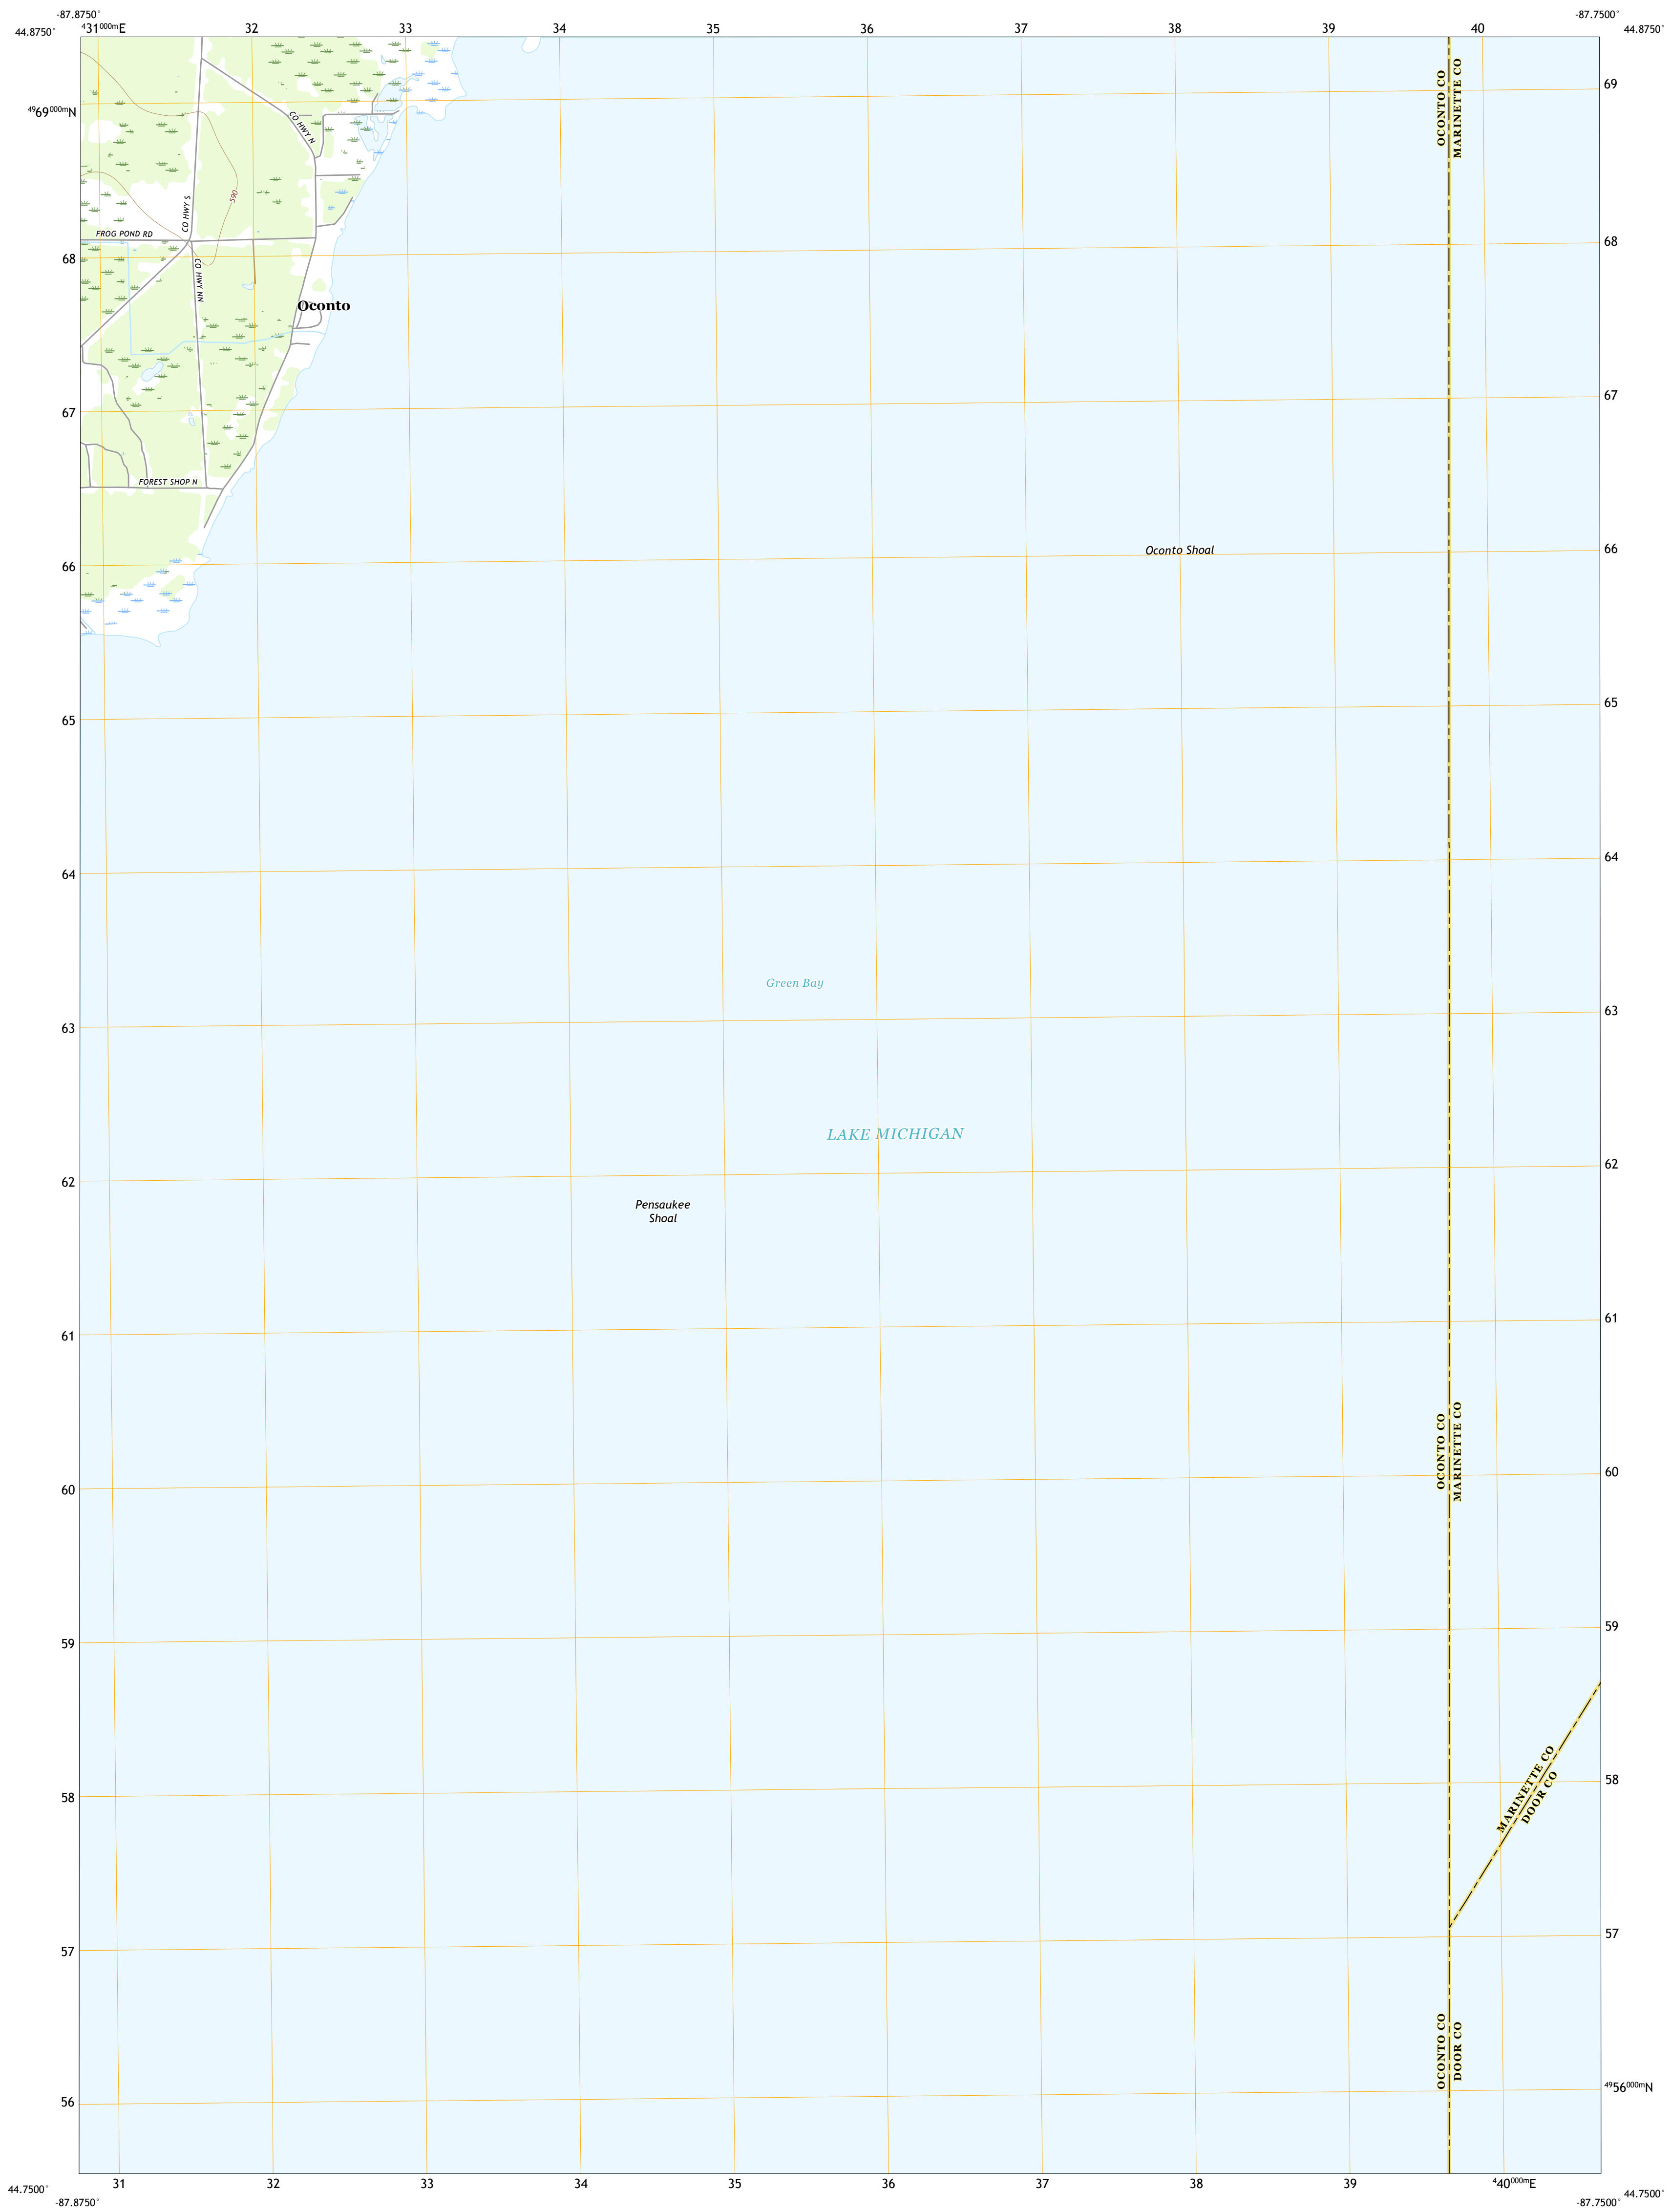 -87.8750°
-87.7500°
44.8750°
⁴31⁰⁰⁰ᵐE 32 33 34 35 36 37 38 39 40
44.8750°
OCONTO CO
MARINETTE CO
69
⁴⁹69⁰⁰⁰ᵐN
CO HWY N
590
CO HWY S
FROG POND RD
68
68
CO HWY NN
Oconto
67
67
FOREST SHOP N
Oconto Shoal
66
66
65
65
64
64
Green Bay
63
63
LAKE MICHIGAN
62
62
Pensaukee
Shoal
61
61
OCONTO CO
MARINETTE CO
60
60
59
59
MARINETTE CO
DOOR CO
58
58
57
57
OCONTO CO
DOOR CO
⁴⁹56⁰⁰⁰ᵐN
56
31 32 33 34 35 36 37 38 39 ⁴40⁰⁰⁰ᵐE
44.7500°
44.7500°
-87.8750°
-87.7500°